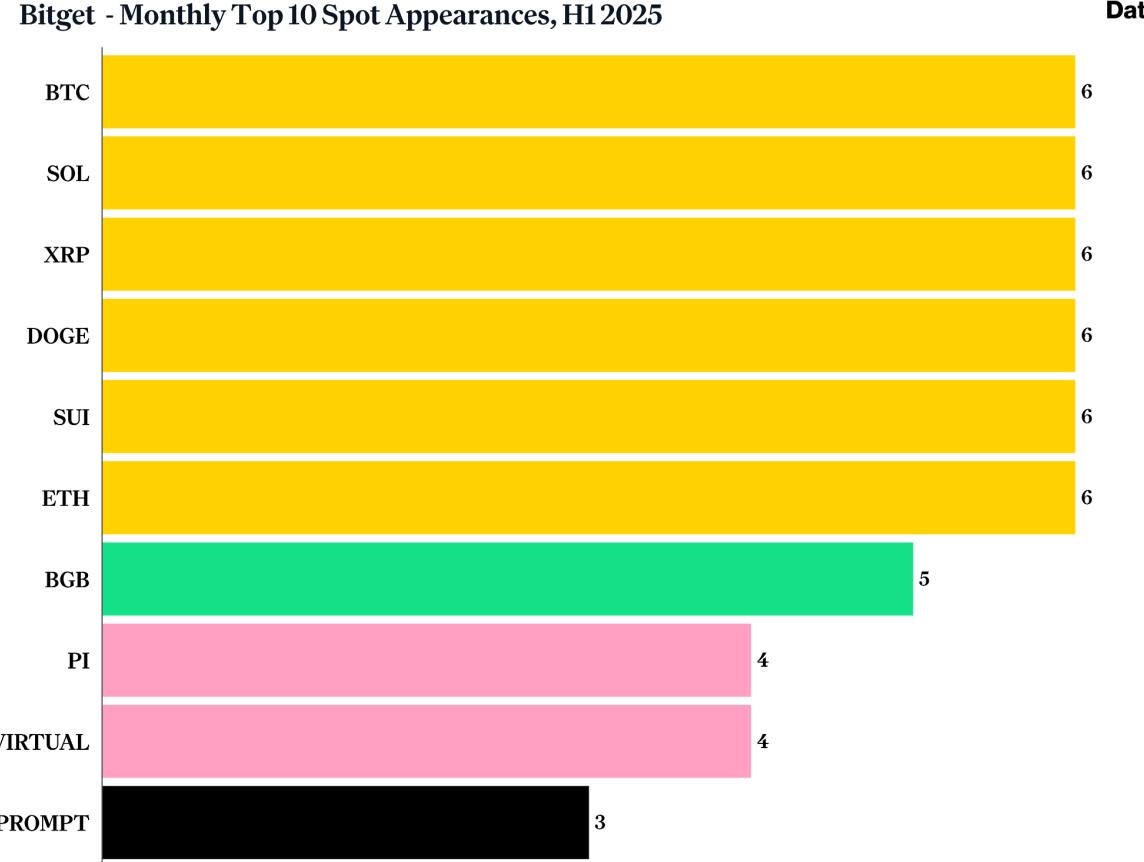 Bitget - Monthly Top 10 Spot Appearances, H1 2025
Dat
BTC 6
SOL 6
XRP 6
DOGE 6
SUI 6
ETH 6
BGB 5
PI 4
VIRTUAL 4
PROMPT 3